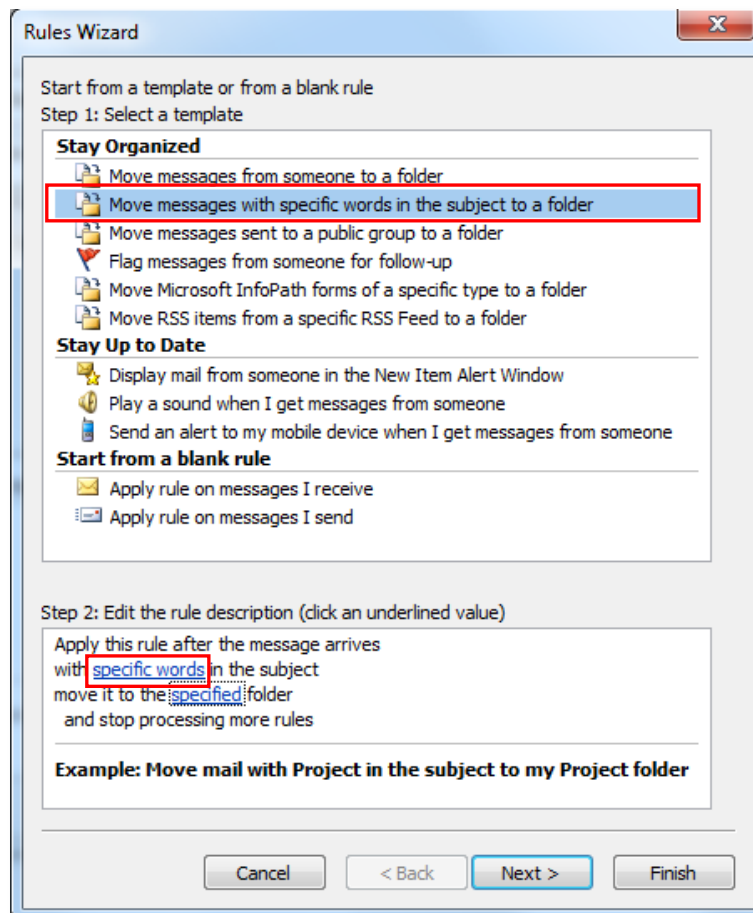 Rules Wizard
Start from a template or from a blank rule
Step 1: Select a template
Stay Organized
Move messages from someone to a folder
Move messages with specific words in the subject to a folder
Move messages sent to a public group to a folder
Flag messages from someone for follow-up
Move Microsoft InfoPath forms of a specific type to a folder
Move RSS items from a specific RSS Feed to a folder
Stay Up to Date
Display mail from someone in the New Item Alert Window
Play a sound when I get messages from someone
Send an alert to my mobile device when I get messages from someone
Start from a blank rule
Apply rule on messages I receive
Apply rule on messages I send
Step 2: Edit the rule description (click an underlined value)
Apply this rule after the message arrives
with specific words in the subject
move it to the specified folder
and stop processing more rules
Example: Move mail with Project in the subject to my Project folder
Cancel < Back Next > Finish